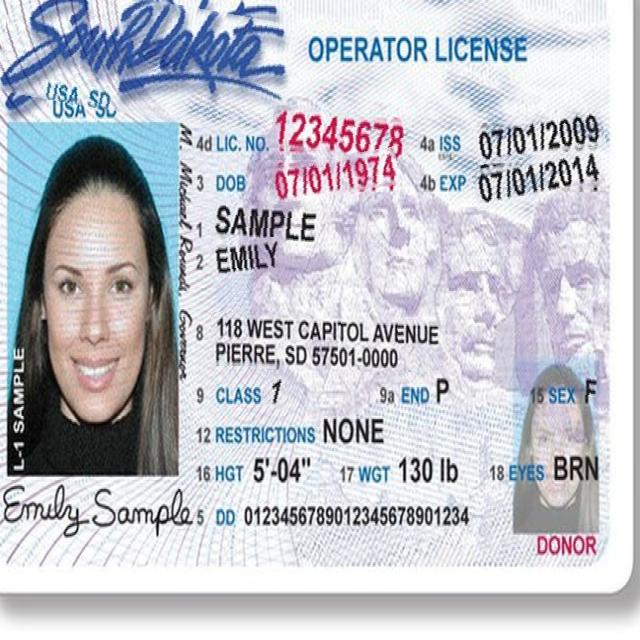 South Dakota
OPERATOR LICENSE
USA SD
USA SD
4d LIC. NO. 12345678
4a ISS 07/01/2009
3 DOB 07/01/1974
4b EXP 07/01/2014
1 SAMPLE
2 EMILY
M. Michael Rounds Governor
8 118 WEST CAPITOL AVENUE
PIERRE, SD 57501-0000
9 CLASS 1
9a END P
15 SEX F
12 RESTRICTIONS NONE
16 HGT 5'-04"
17 WGT 130 lb
18 EYES BRN
L-1 SAMPLE
Emily Sample
5 DD 0123456789012345678901234
DONOR